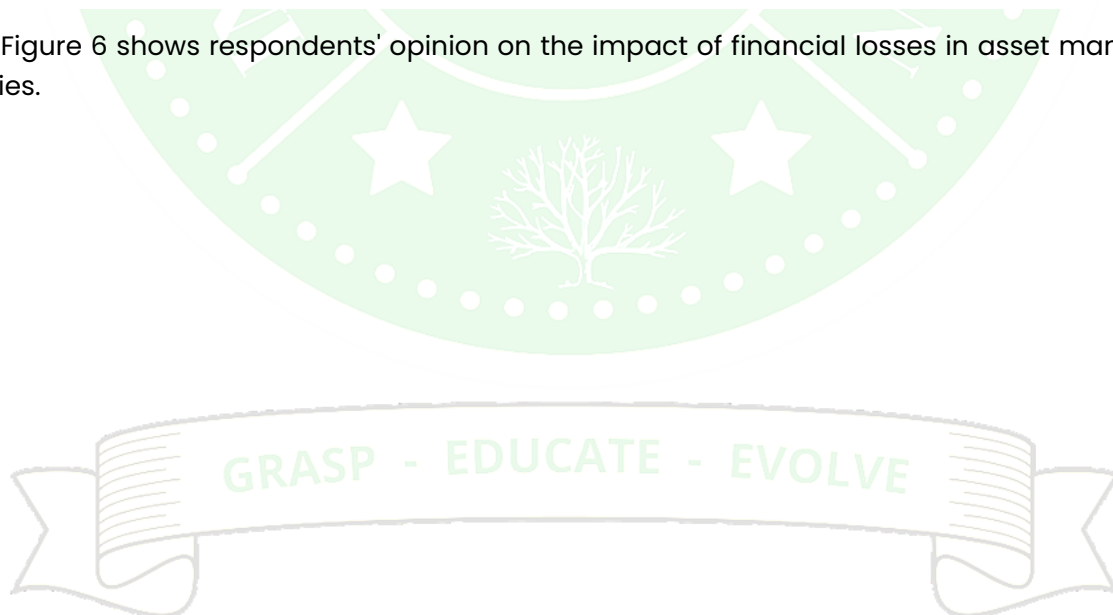 Figure 6 shows respondents' opinion on the impact of financial losses in asset mar
ies.
GRASP - EDUCATE - EVOLVE